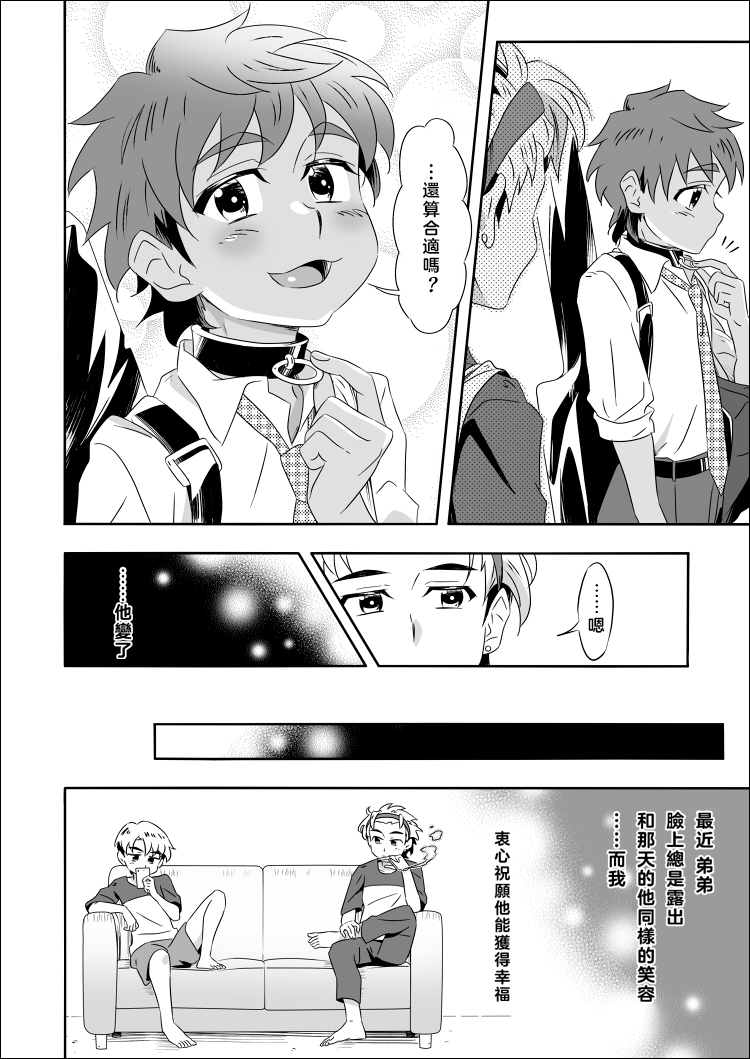 …還算合適嗎？
……嗯
……他變了
最近 弟弟
臉上總是露出
和那天的他同樣的笑容
……而我
衷心祝願他能獲得幸福